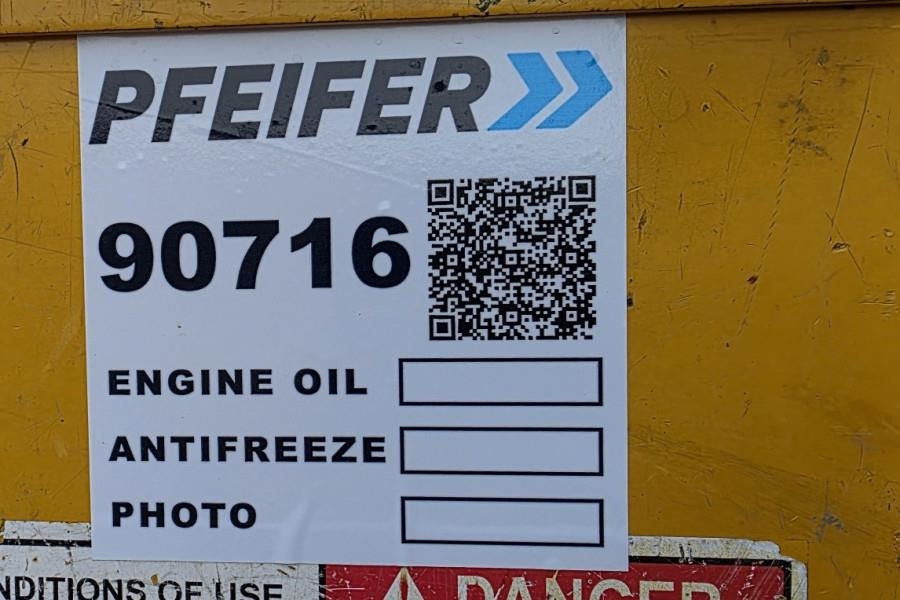 PFEIFER
90716
ENGINE OIL
ANTIFREEZE
PHOTO
NDITIONS OF USE
DANGER